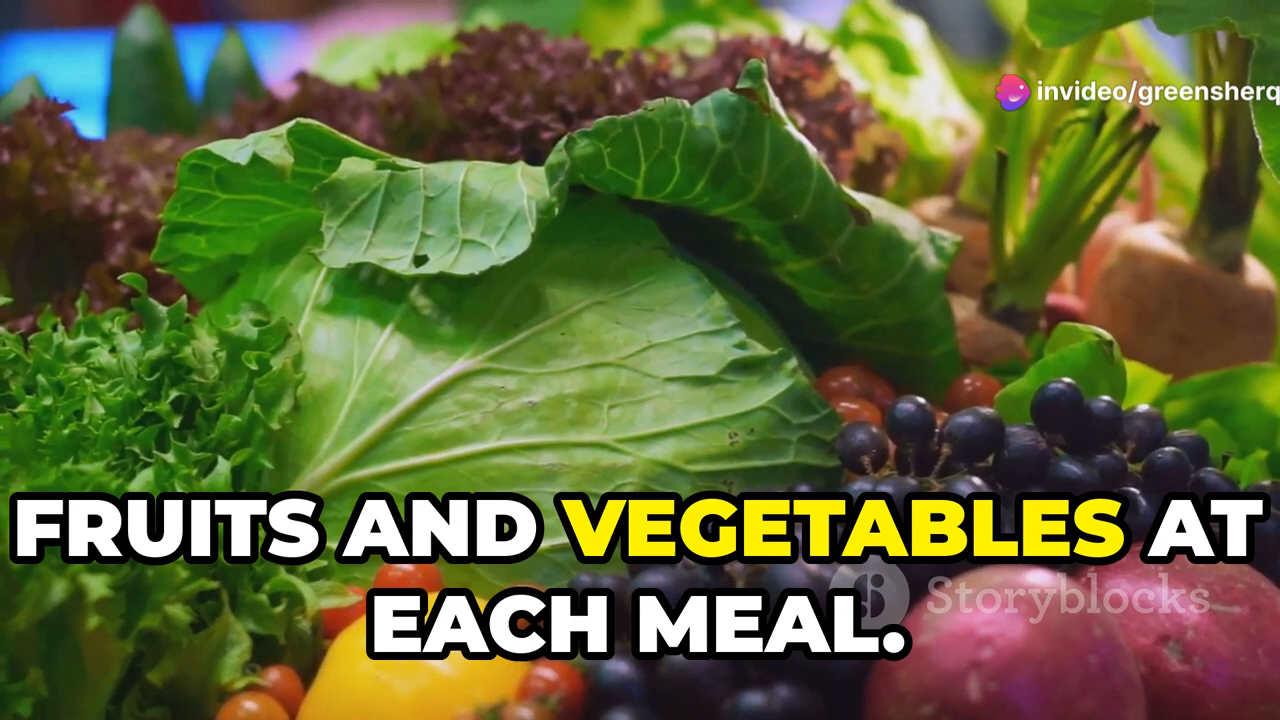 invideo/greensherq
FRUITS AND VEGETABLES AT
EACH MEAL.
Storyblocks